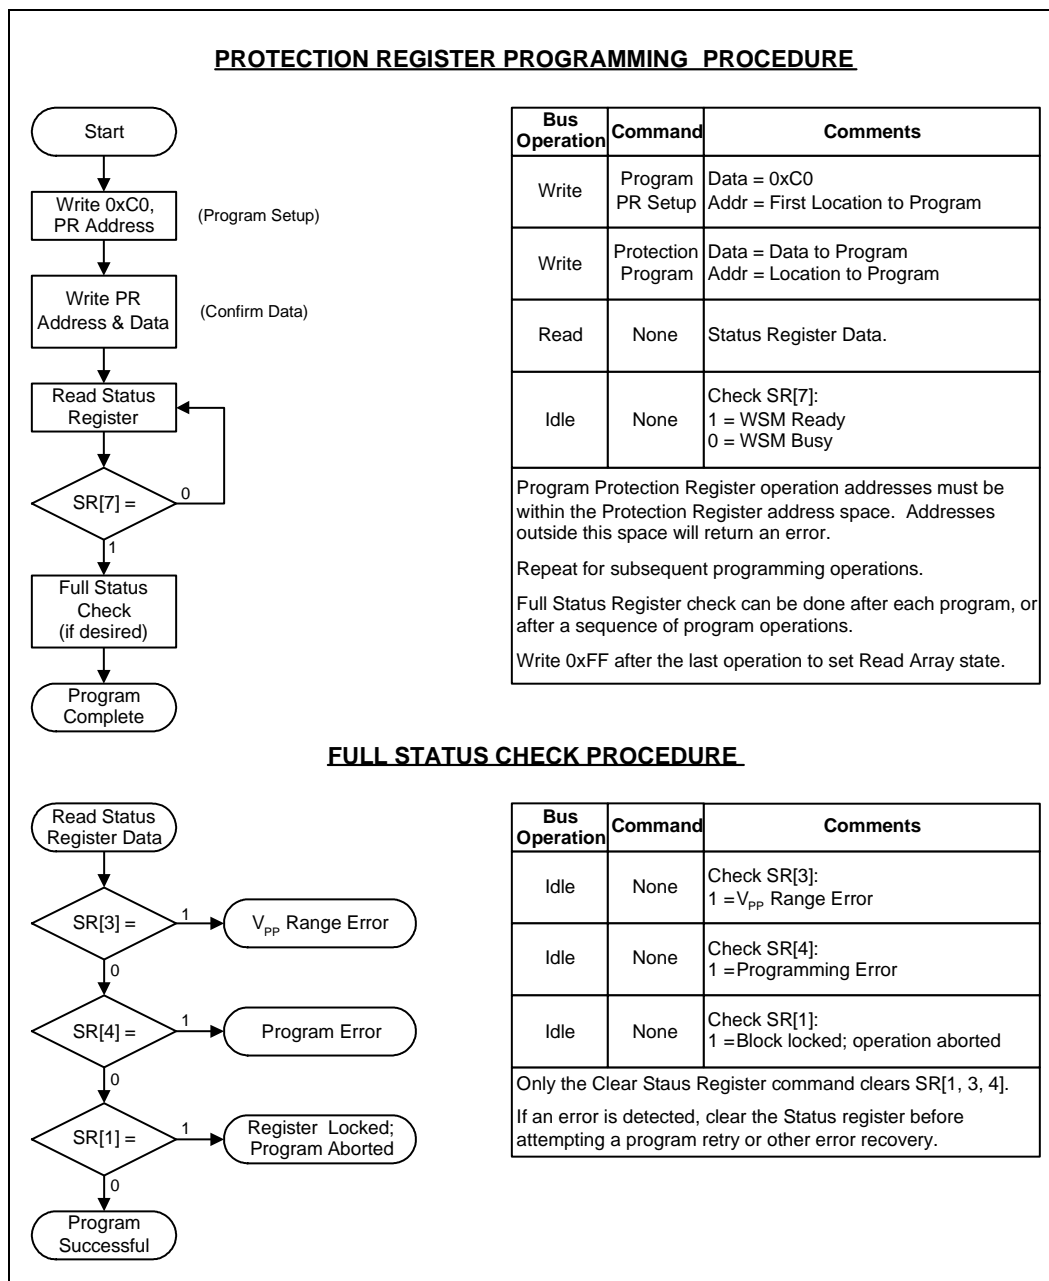 PROTECTION REGISTER PROGRAMMING PROCEDURE
Start
Write 0xC0,
PR Address
(Program Setup)
Write PR
Address & Data
(Confirm Data)
Read Status
Register
SR[7] =
0
1
Full Status
Check
(if desired)
Program
Complete
Bus
Operation
Command
Comments
Write
Program
PR Setup
Data = 0xC0
Addr = First Location to Program
Write
Protection
Program
Data = Data to Program
Addr = Location to Program
Read
None
Status Register Data.
Idle
None
Check SR[7]:
1 = WSM Ready
0 = WSM Busy
Program Protection Register operation addresses must be
within the Protection Register address space. Addresses
outside this space will return an error.
Repeat for subsequent programming operations.
Full Status Register check can be done after each program, or
after a sequence of program operations.
Write 0xFF after the last operation to set Read Array state.
FULL STATUS CHECK PROCEDURE
Read Status
Register Data
SR[3] =
1
VPP Range Error
0
SR[4] =
1
Program Error
0
SR[1] =
1
Register Locked;
Program Aborted
0
Program
Successful
Bus
Operation
Command
Comments
Idle
None
Check SR[3]:
1 =VPP Range Error
Idle
None
Check SR[4]:
1 =Programming Error
Idle
None
Check SR[1]:
1 =Block locked; operation aborted
Only the Clear Staus Register command clears SR[1, 3, 4].
If an error is detected, clear the Status register before
attempting a program retry or other error recovery.